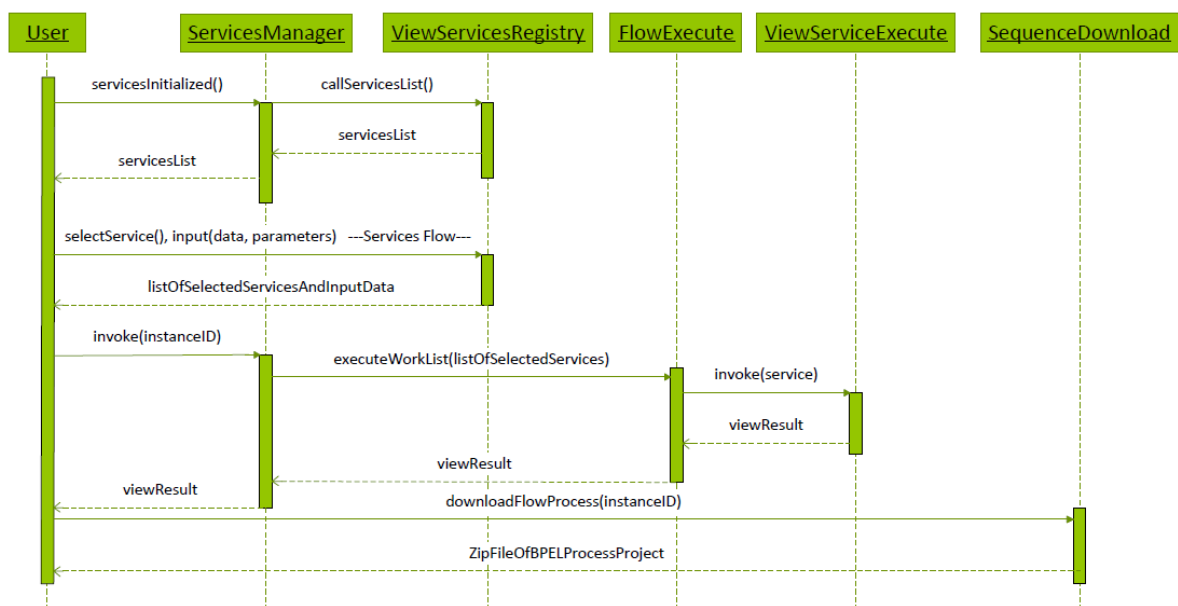 User
ServicesManager
ViewServicesRegistry
FlowExecute
ViewServiceExecute
SequenceDownload
servicesInitialized()
callServicesList()
servicesList
servicesList
selectService(), input(data, parameters) ---Services Flow---
listOfSelectedServicesAndInputData
invoke(instanceID)
executeWorkList(listOfSelectedServices)
invoke(service)
viewResult
viewResult
viewResult
downloadFlowProcess(instanceID)
ZipFileOfBPELProcessProject